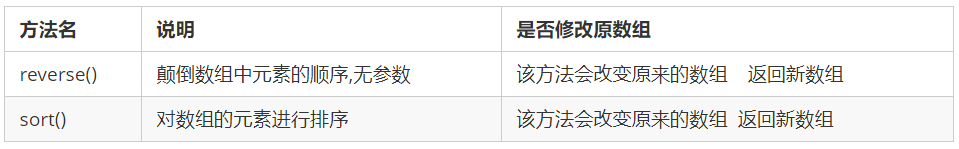 方法名 说明 是否修改原数组
reverse() 颠倒数组中元素的顺序,无参数 该方法会改变原来的数组 返回新数组
sort() 对数组的元素进行排序 该方法会改变原来的数组 返回新数组